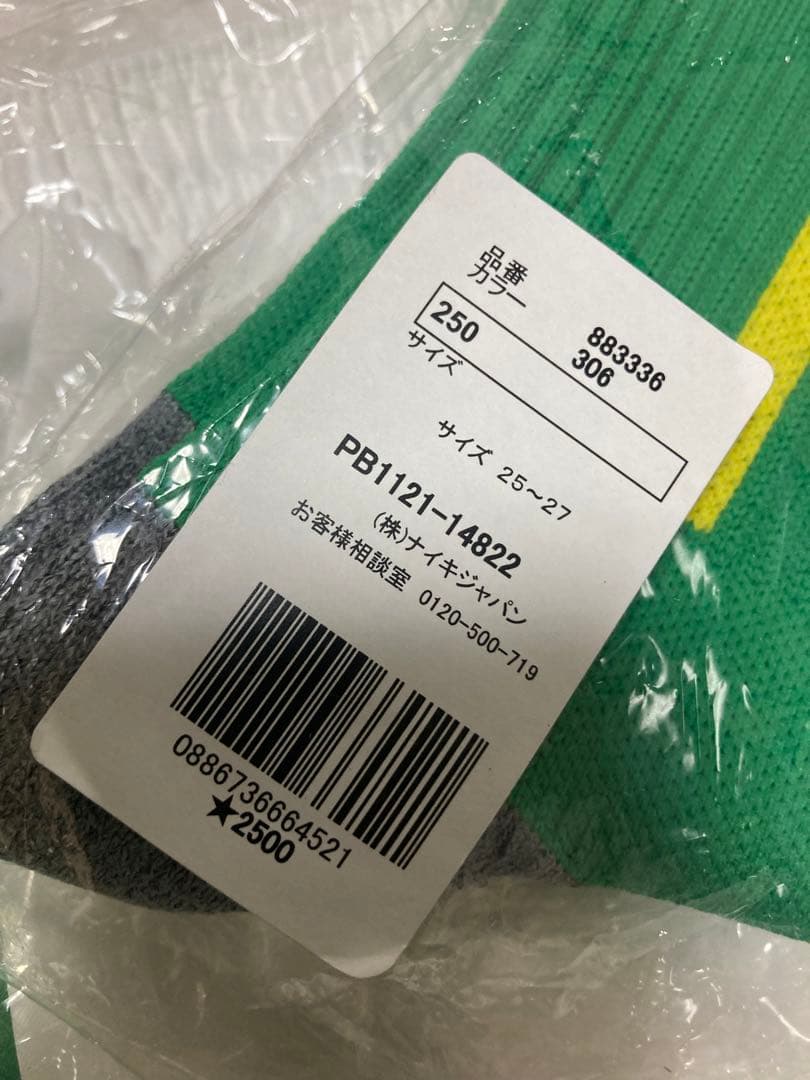 品番 883336
カラー 306
250
サイズ
サイズ 25～27
PB1121-14822
(株)ナイキジャパン
お客様相談室 0120-500-719
0886736664521
★2500